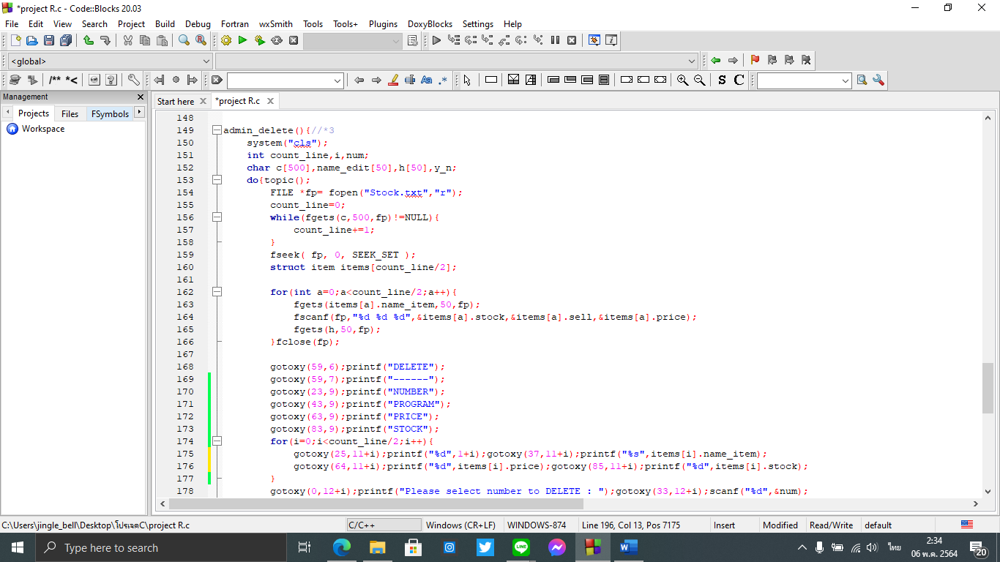 *project R.c - Code::Blocks 20.03
File Edit View Search Project Build Debug Fortran wxSmith Tools Tools+ Plugins DoxyBlocks Settings Help
<global>
/** *<
Aa .*
S C
Management
Start here *project R.c
Projects Files FSymbols
Workspace
148
149 admin_delete(){//*3
150 system("cls");
151 int count_line,i,num;
152 char c[500],name_edit[50],h[50],y_n;
153 do{topic();
154 FILE *fp= fopen("Stock.txt","r");
155 count_line=0;
156 while(fgets(c,500,fp)!=NULL){
157 count_line+=1;
158 }
159 fseek( fp, 0, SEEK_SET );
160 struct item items[count_line/2];
161
162 for(int a=0;a<count_line/2;a++){
163 fgets(items[a].name_item,50,fp);
164 fscanf(fp,"%d %d %d",&items[a].stock,&items[a].sell,&items[a].price);
165 fgets(h,50,fp);
166 }fclose(fp);
167
168 gotoxy(59,6);printf("DELETE");
169 gotoxy(59,7);printf("------");
170 gotoxy(23,9);printf("NUMBER");
171 gotoxy(43,9);printf("PROGRAM");
172 gotoxy(63,9);printf("PRICE");
173 gotoxy(83,9);printf("STOCK");
174 for(i=0;i<count_line/2;i++){
175 gotoxy(25,11+i);printf("%d",1+i);gotoxy(37,11+i);printf("%s",items[i].name_item);
176 gotoxy(64,11+i);printf("%d",items[i].price);gotoxy(85,11+i);printf("%d",items[i].stock);
177 }
178 gotoxy(0,12+i);printf("Please select number to DELETE : ");gotoxy(33,12+i);scanf("%d",&num);
C:\Users\jingle_bell\Desktop\โปรเจคC\project R.c C/C++ Windows (CR+LF) WINDOWS-874 Line 196, Col 13, Pos 7175 Insert Modified Read/Write default
Type here to search
ไทย
2:34
06 พ.ค. 2564
20